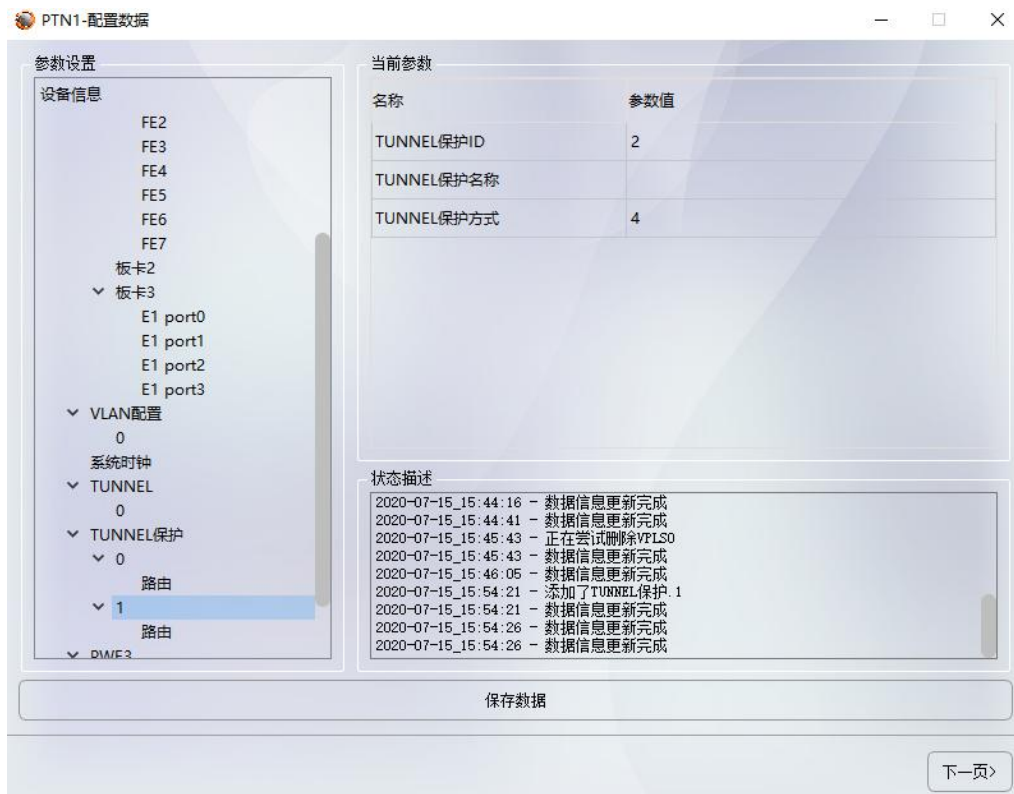 PTN1-配置数据
参数设置
设备信息
FE2
FE3
FE4
FE5
FE6
FE7
板卡2
板卡3
E1 port0
E1 port1
E1 port2
E1 port3
VLAN配置
0
系统时钟
TUNNEL
0
TUNNEL保护
0
路由
1
路由
PWE3
当前参数
名称 参数值
TUNNEL保护ID 2
TUNNEL保护名称
TUNNEL保护方式 4
状态描述
2020-07-15_15:44:16 - 数据信息更新完成
2020-07-15_15:44:41 - 数据信息更新完成
2020-07-15_15:45:43 - 正在尝试删除VPLS0
2020-07-15_15:45:43 - 数据信息更新完成
2020-07-15_15:46:05 - 数据信息更新完成
2020-07-15_15:54:21 - 添加了TUNNEL保护.1
2020-07-15_15:54:21 - 数据信息更新完成
2020-07-15_15:54:26 - 数据信息更新完成
2020-07-15_15:54:26 - 数据信息更新完成
保存数据
下一页>